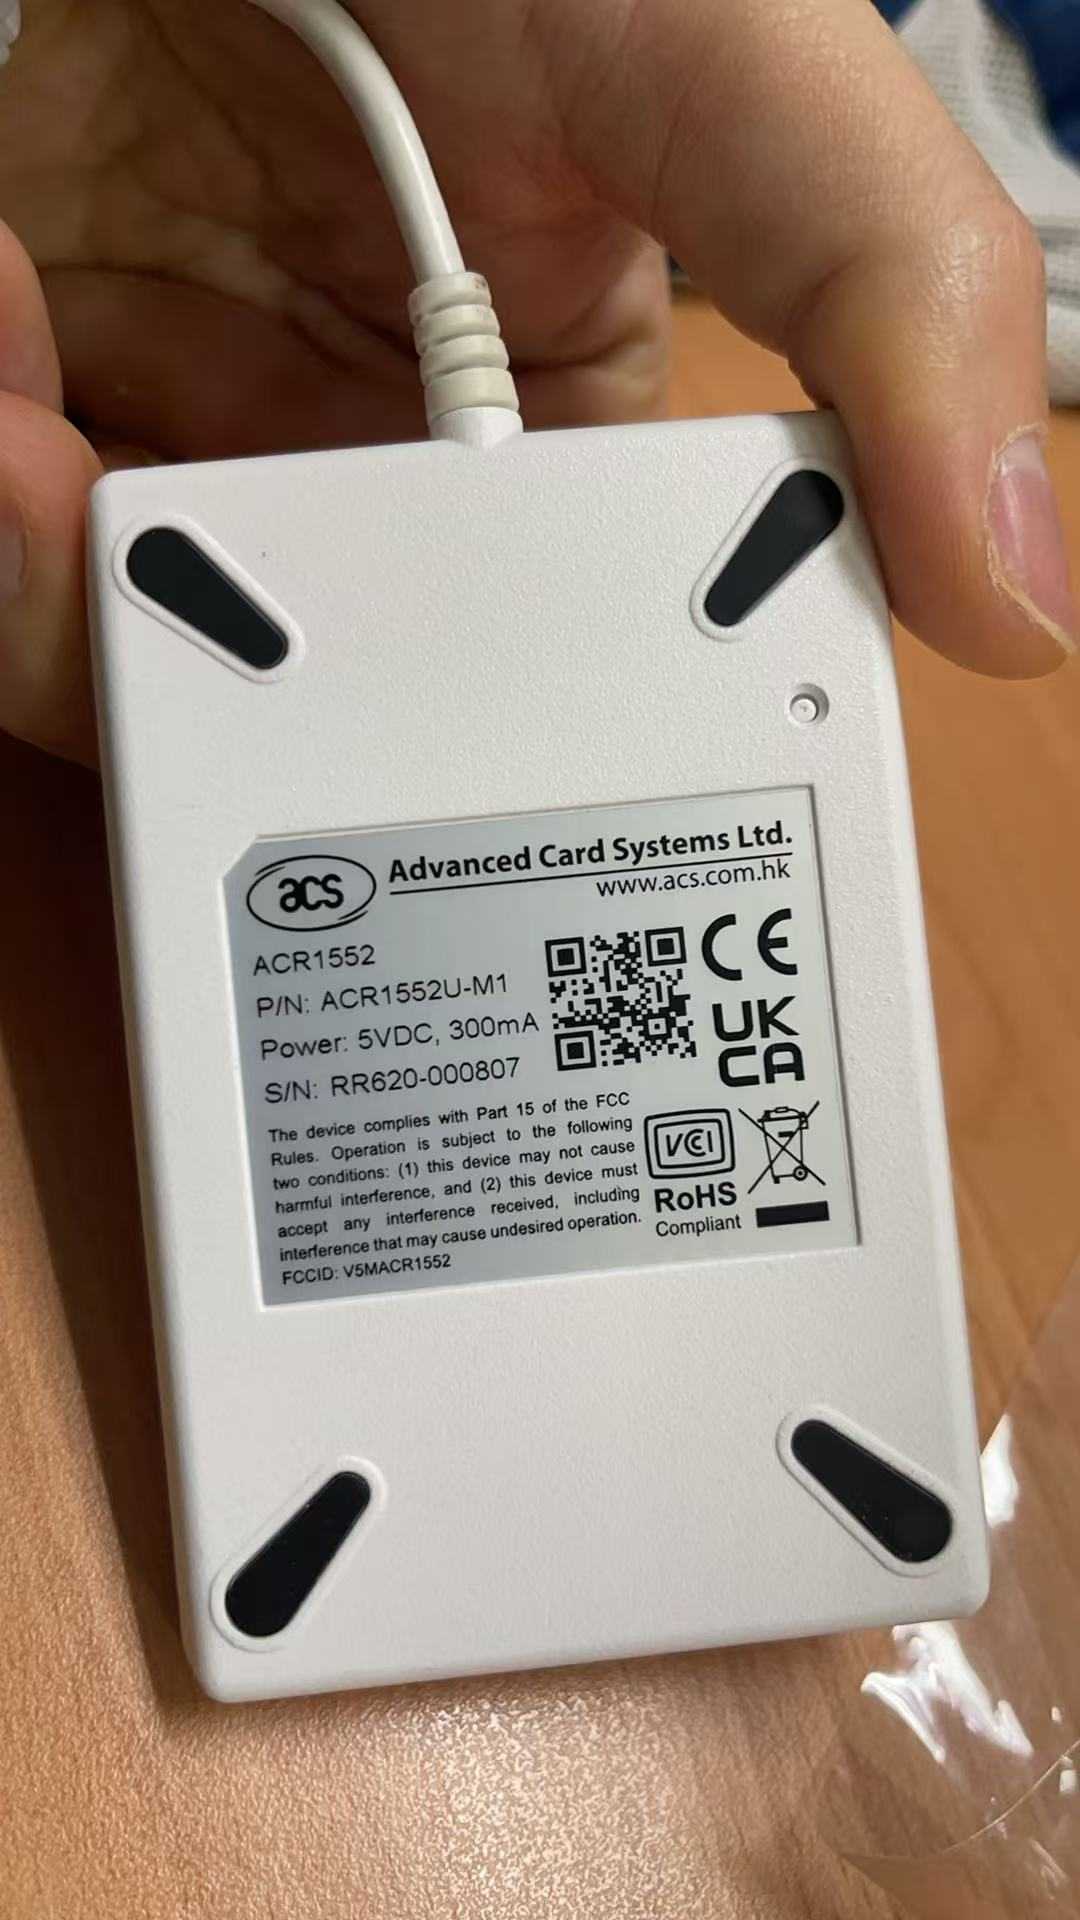 acs
Advanced Card Systems Ltd.
www.acs.com.hk
ACR1552
P/N: ACR1552U-M1
Power: 5VDC, 300mA
S/N: RR620-000807
CE
UK
CA
The device complies with Part 15 of the FCC
Rules. Operation is subject to the following
two conditions: (1) this device may not cause
harmful interference, and (2) this device must
accept any interference received, including
interference that may cause undesired operation.
FCCID: V5MACR1552
VCCI
RoHS
Compliant